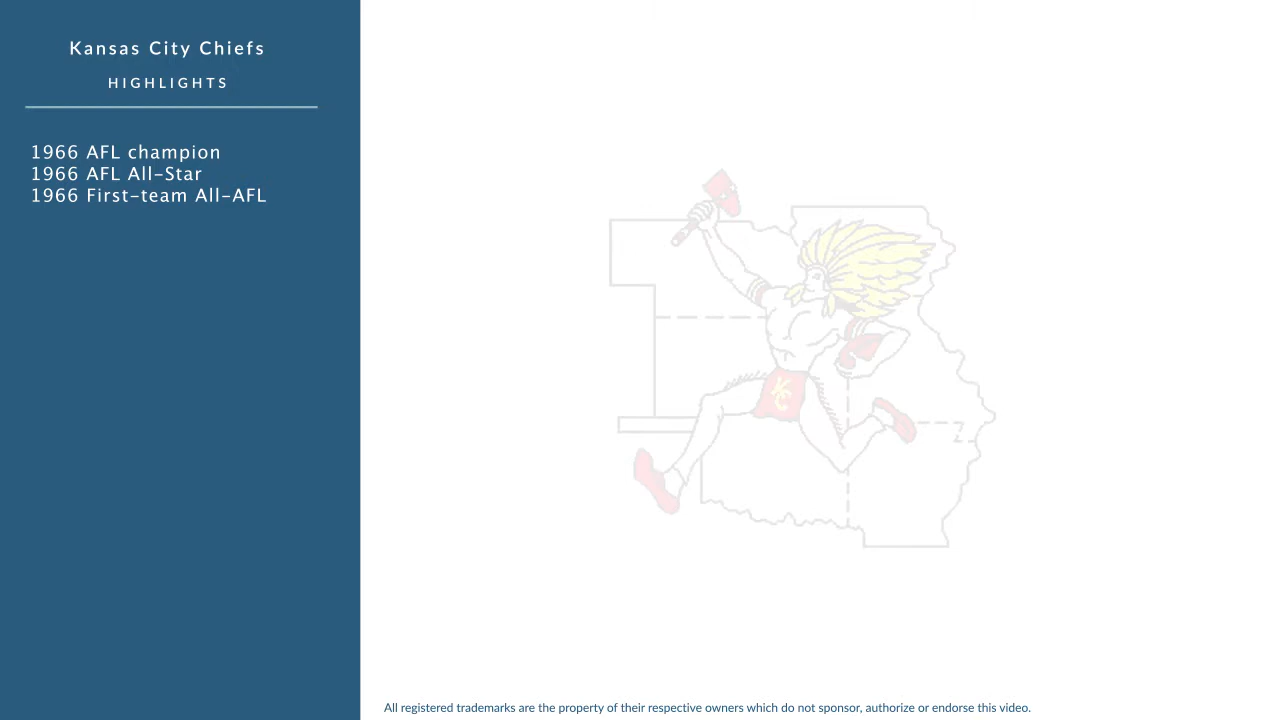 Kansas City Chiefs
HIGHLIGHTS
1966 AFL champion
1966 AFL All-Star
1966 First-team All-AFL
KC
All registered trademarks are the property of their respective owners which do not sponsor, authorize or endorse this video.